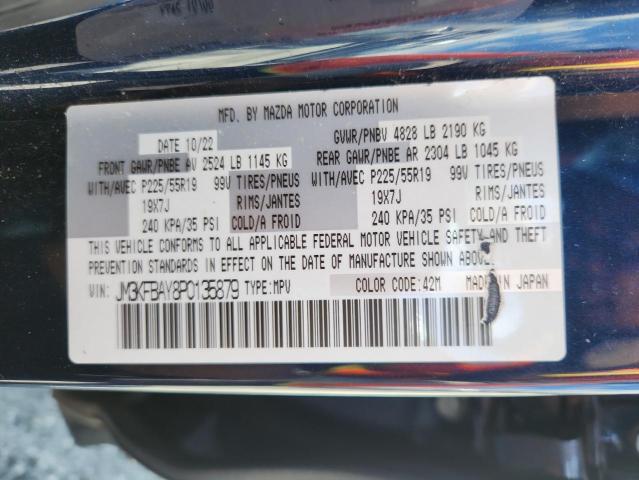 MFD. BY MAZDA MOTOR CORPORATION
DATE 10/22 GVWR/PNBV 4828 LB 2190 KG
FRONT GAWR/PNBE AV 2524 LB 1145 KG REAR GAWR/PNBE AR 2304 LB 1045 KG
WITH/AVEC P225/55R19 99V TIRES/PNEUS WITH/AVEC P225/55R19 99V TIRES/PNEUS
19X7J RIMS/JANTES 19X7J RIMS/JANTES
240 KPA/35 PSI COLD/A FROID 240 KPA/35 PSI COLD/A FROID
THIS VEHICLE CONFORMS TO ALL APPLICABLE FEDERAL MOTOR VEHICLE SAFETY AND THEFT
PREVENTION STANDARDS IN EFFECT ON THE DATE OF MANUFACTURE SHOWN ABOVE.
VIN: JM3KFBAY8P0135879 TYPE:MPV COLOR CODE:42M MADE IN JAPAN